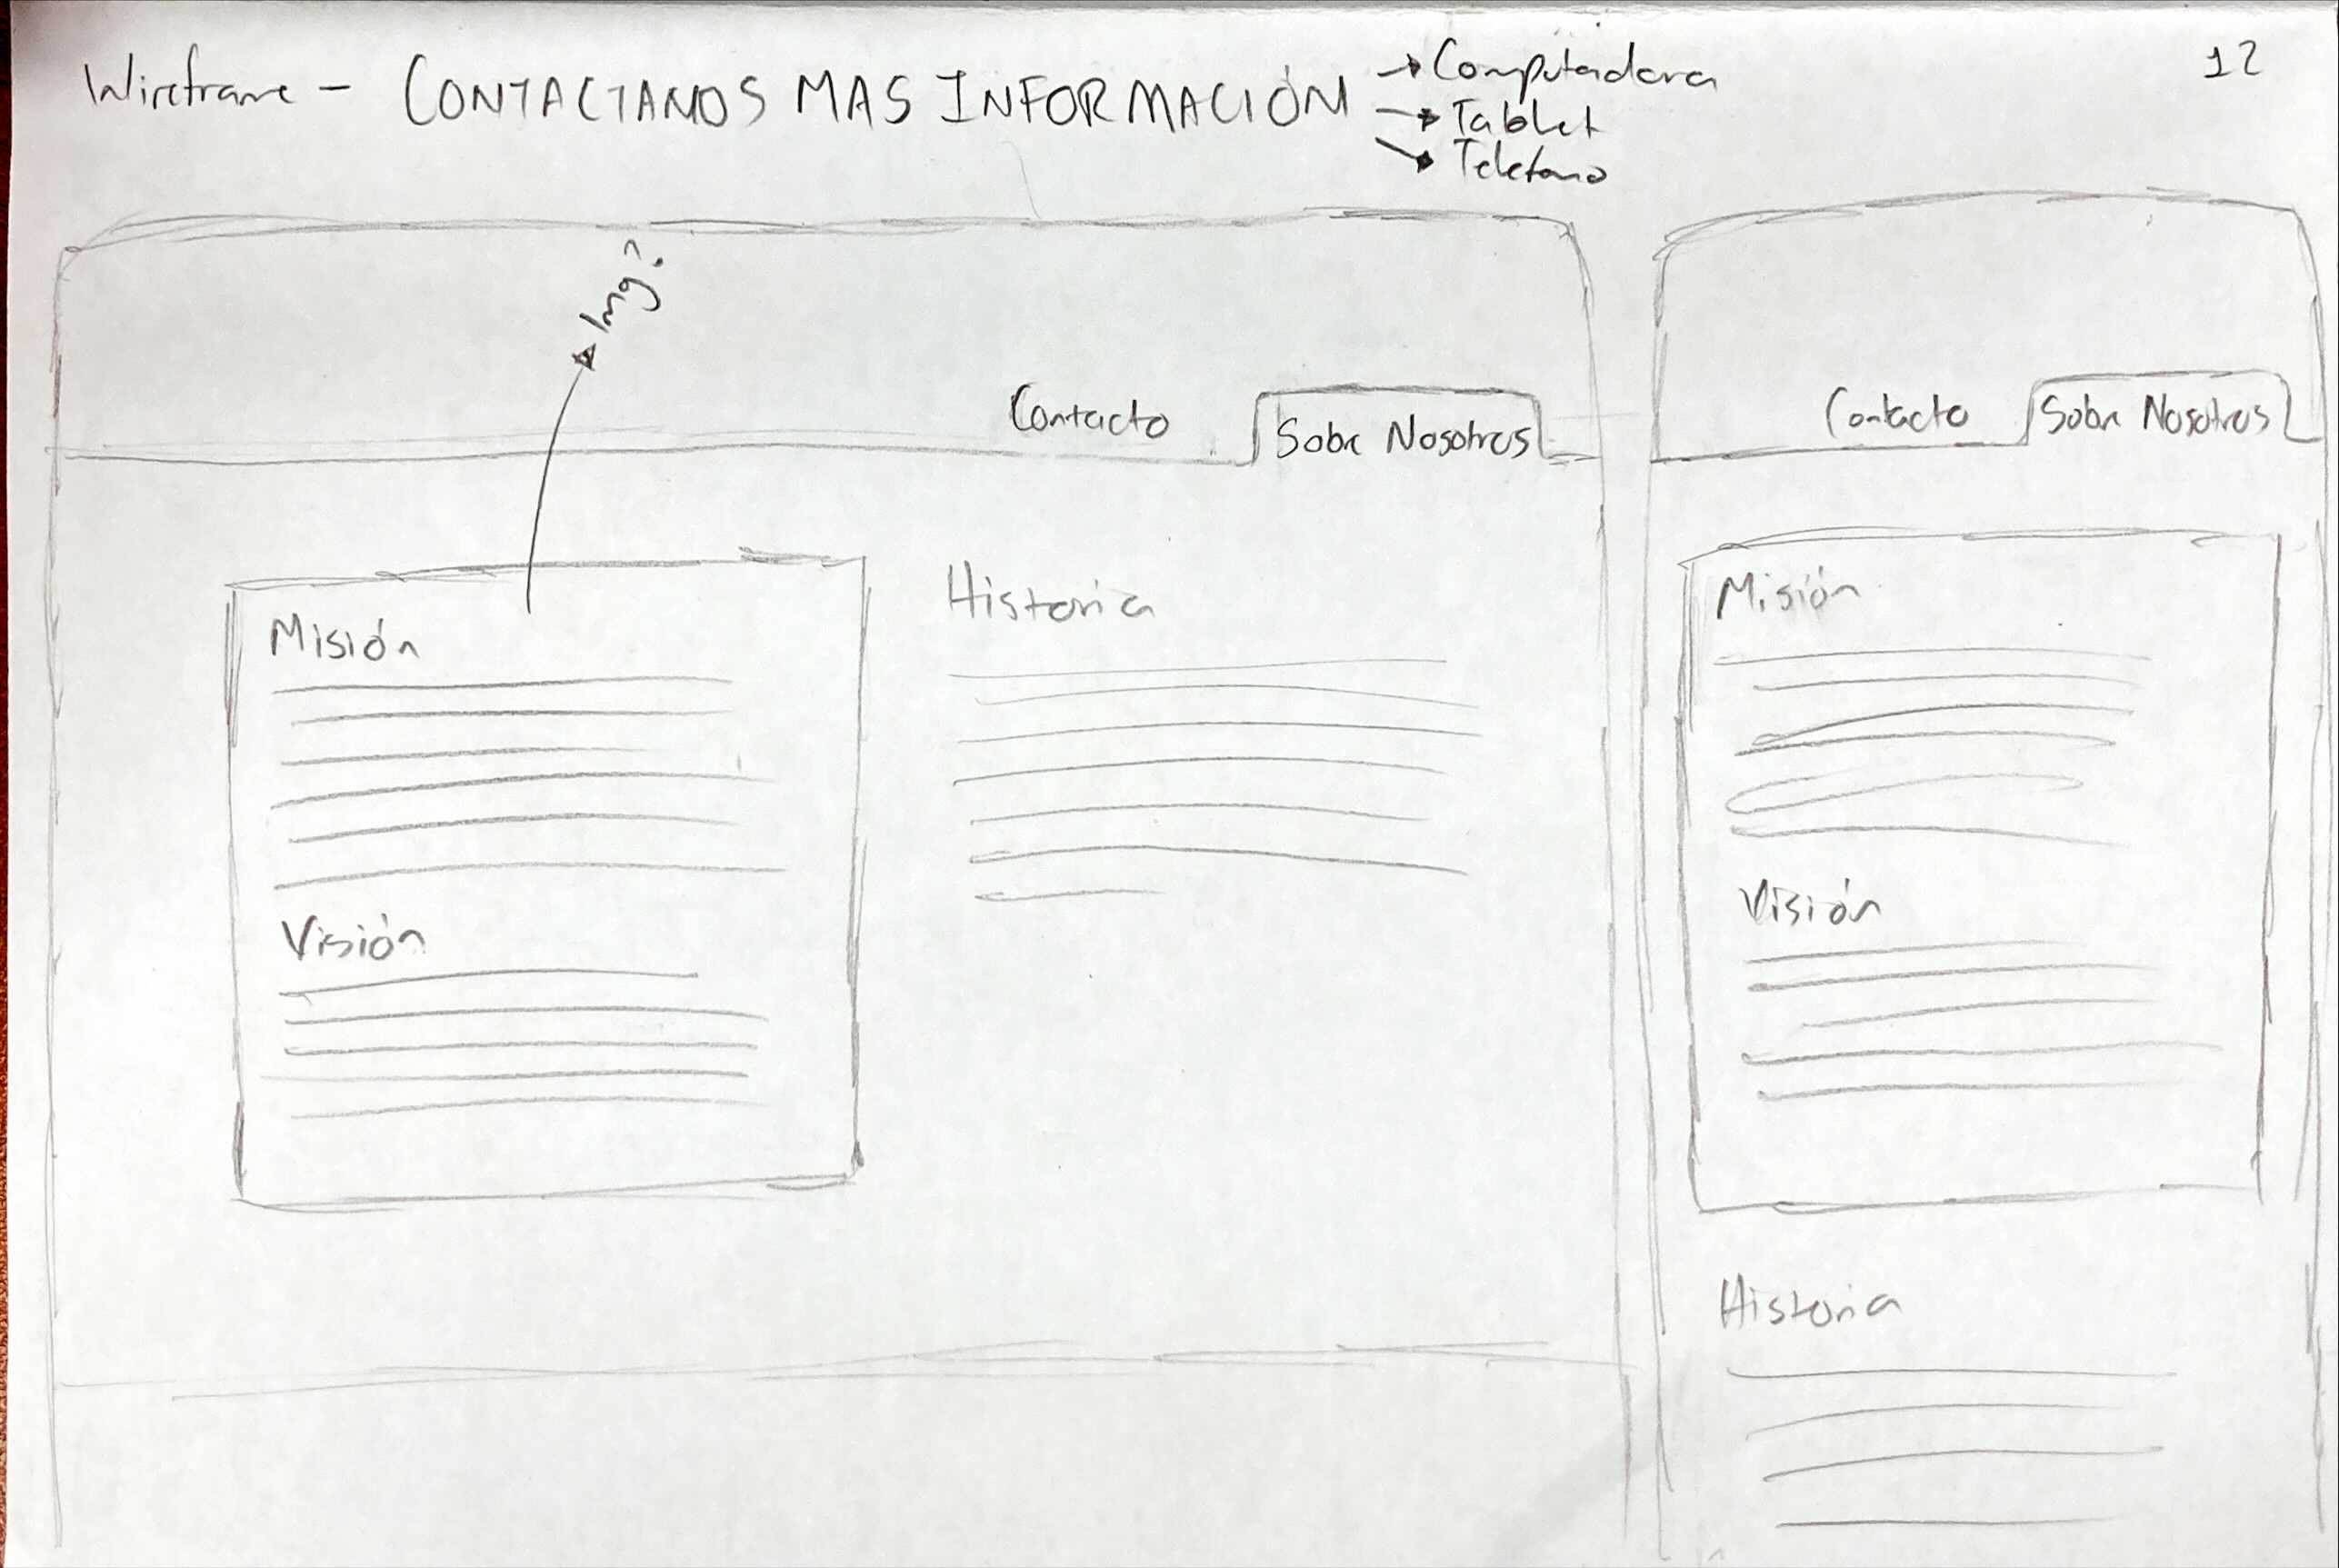 Wireframe - CONTACTANOS MAS INFORMACIÓN
→ Computadora
→ Tablet
→ Telefono
12
Img?
Contacto
Sobre Nosotros
Misión
Visión
Historia
Contacto
Sobre Nosotros
Misión
Visión
Historia